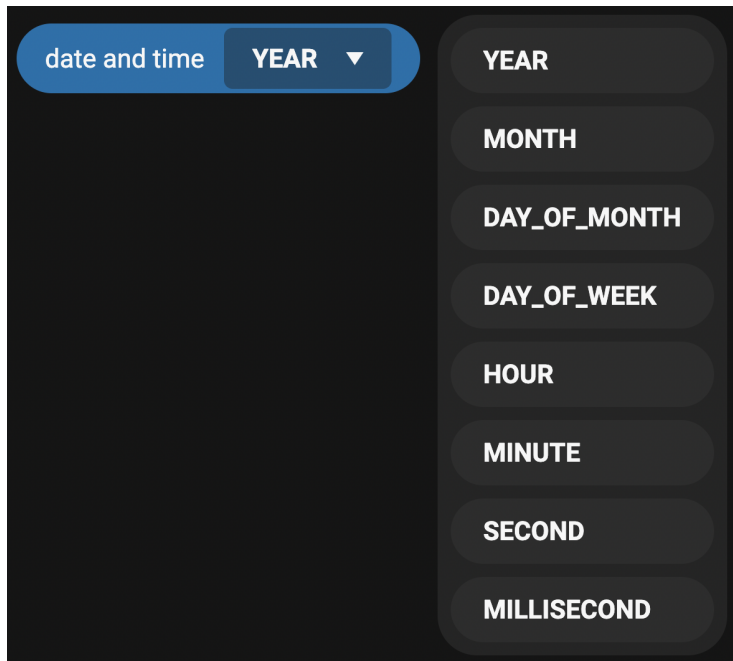 date and time YEAR
YEAR
MONTH
DAY_OF_MONTH
DAY_OF_WEEK
HOUR
MINUTE
SECOND
MILLISECOND